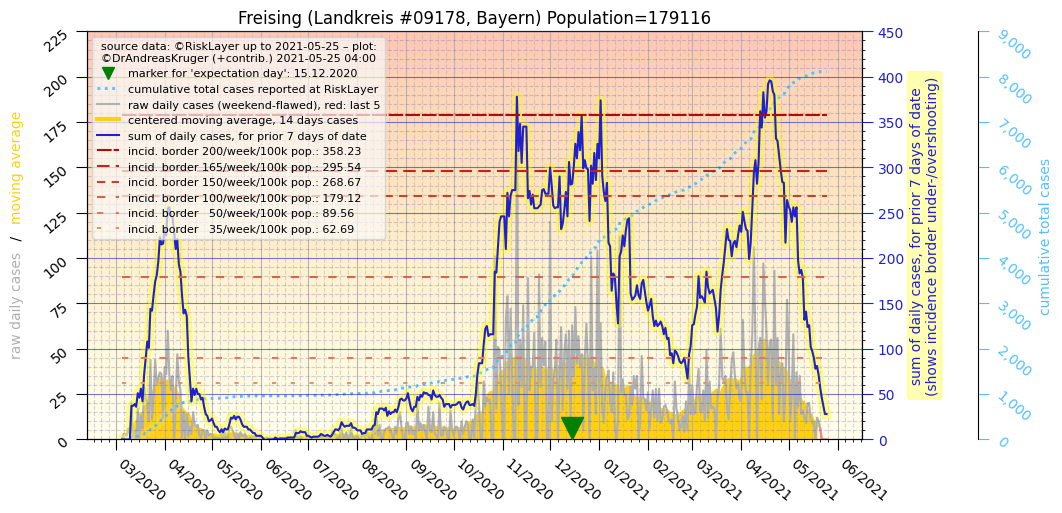 Freising (Landkreis #09178, Bayern) Population=179116
source data: ©RiskLayer up to 2021-05-25 – plot:
©DrAndreasKruger (+contrib.) 2021-05-25 04:00
marker for 'expectation day': 15.12.2020
cumulative total cases reported at RiskLayer
raw daily cases (weekend-flawed), red: last 5
centered moving average, 14 days cases
sum of daily cases, for prior 7 days of date
incid. border 200/week/100k pop.: 358.23
incid. border 165/week/100k pop.: 295.54
incid. border 150/week/100k pop.: 268.67
incid. border 100/week/100k pop.: 179.12
incid. border   50/week/100k pop.: 89.56
incid. border   35/week/100k pop.: 62.69
raw daily cases  /  moving average
225
200
175
150
125
100
75
50
25
0
03/2020
04/2020
05/2020
06/2020
07/2020
08/2020
09/2020
10/2020
11/2020
12/2020
01/2021
02/2021
03/2021
04/2021
05/2021
06/2021
450
400
350
300
250
200
150
100
50
0
sum of daily cases, for prior 7 days of date
(shows incidence border under-/overshooting)
9,000
8,000
7,000
6,000
5,000
4,000
3,000
2,000
1,000
0
cumulative total cases